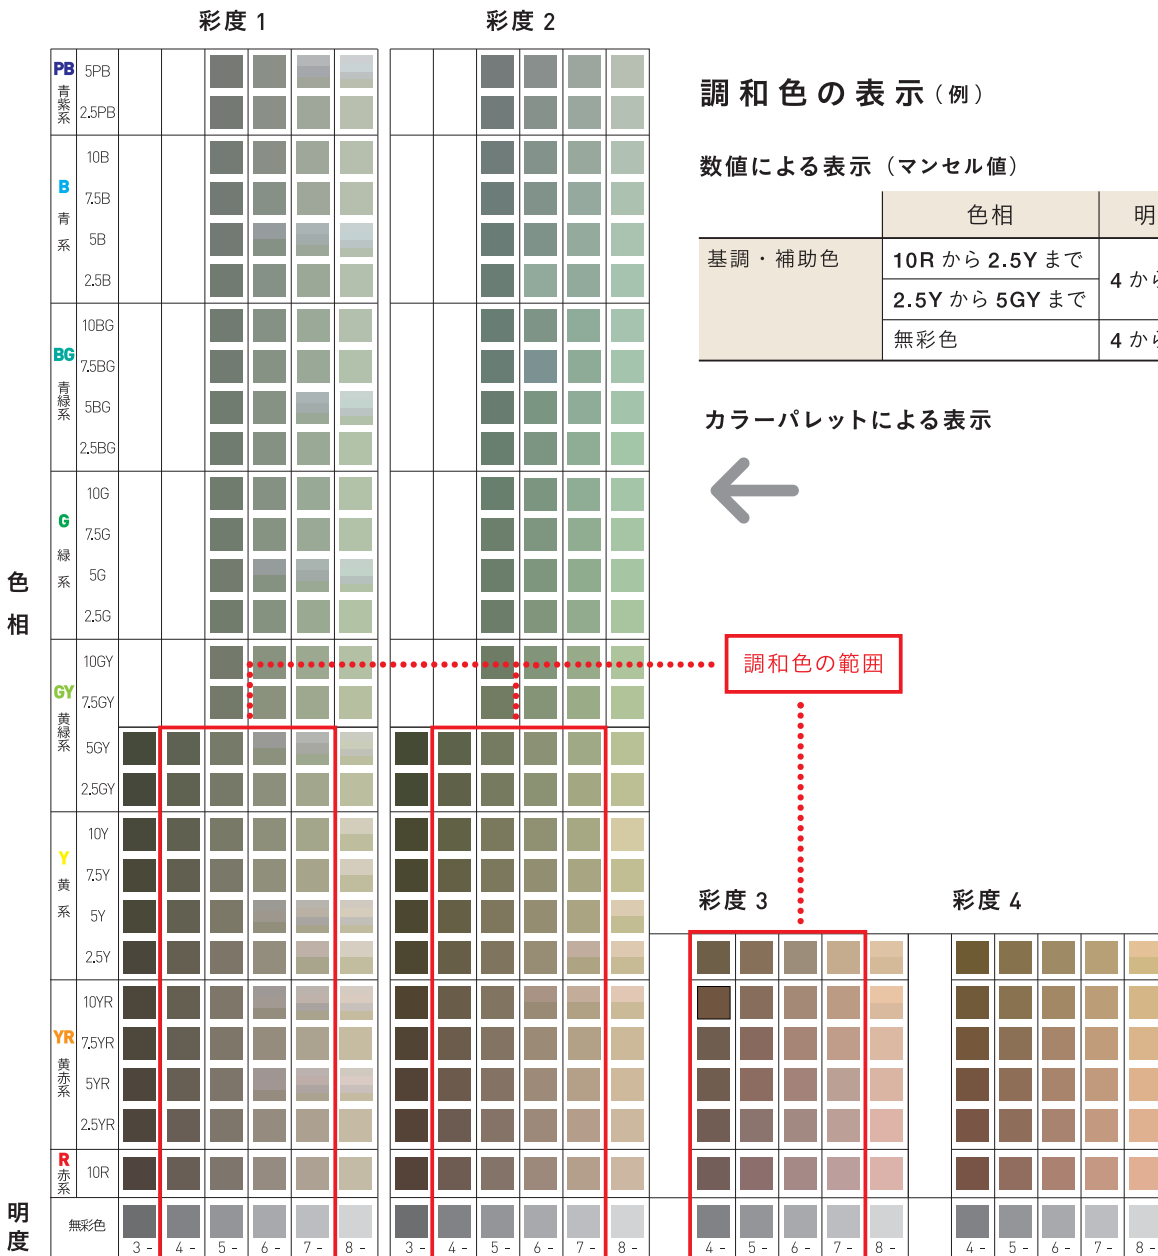 彩度 1
彩度 2
調和色の表示（例）
数値による表示（マンセル値）
色相
明
基調・補助色
10R から 2.5Y まで
4 から
2.5Y から 5GY まで
無彩色
4 から
カラーパレットによる表示
調和色の範囲
彩度 3
彩度 4
色相
PB
青紫系
5PB
2.5PB
B
青系
10B
7.5B
5B
2.5B
BG
青緑系
10BG
7.5BG
5BG
2.5BG
G
緑系
10G
7.5G
5G
2.5G
GY
黄緑系
10GY
7.5GY
5GY
2.5GY
Y
黄系
10Y
7.5Y
5Y
2.5Y
YR
黄赤系
10YR
7.5YR
5YR
2.5YR
R
赤系
10R
無彩色
明度
3 - 4 - 5 - 6 - 7 - 8 -
3 - 4 - 5 - 6 - 7 - 8 -
4 - 5 - 6 - 7 - 8 -
4 - 5 - 6 - 7 - 8 -